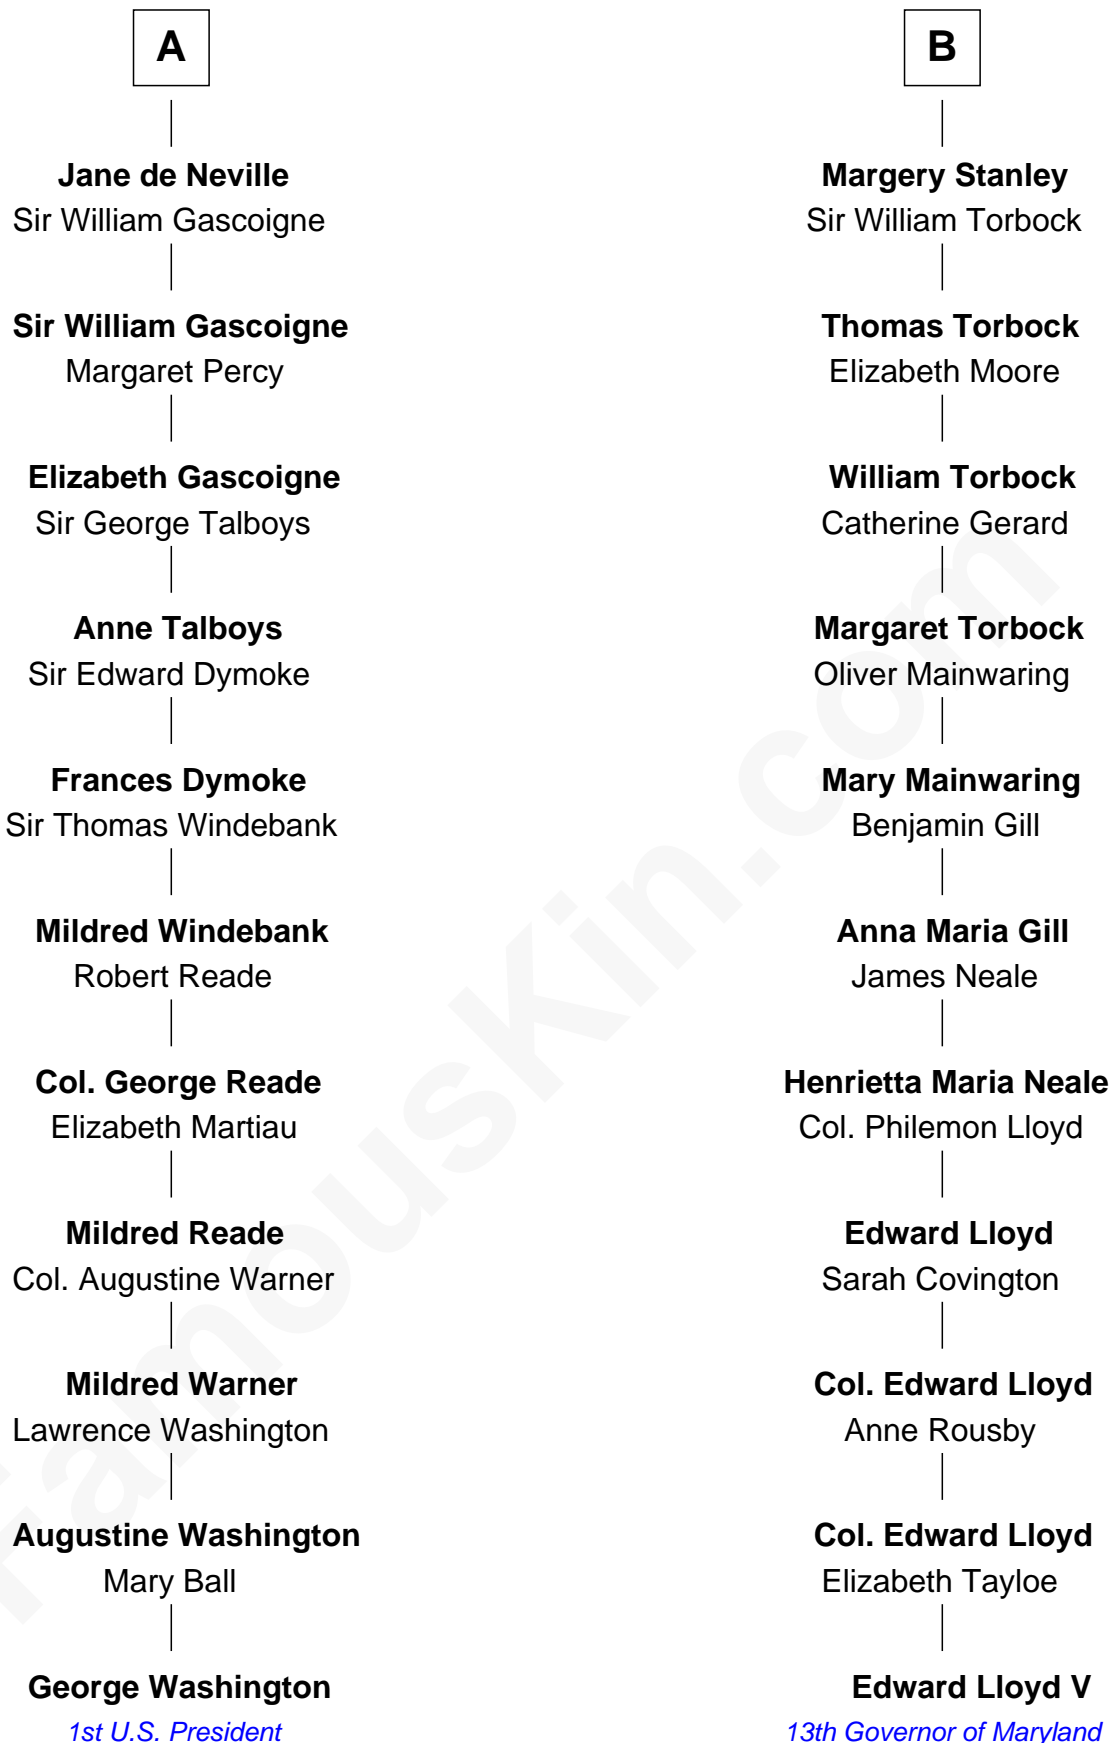 A
Jane de Neville
Sir William Gascoigne
Sir William Gascoigne
Margaret Percy
Elizabeth Gascoigne
Sir George Talboys
Anne Talboys
Sir Edward Dymoke
Frances Dymoke
Sir Thomas Windebank
Mildred Windebank
Robert Reade
Col. George Reade
Elizabeth Martiau
Mildred Reade
Col. Augustine Warner
Mildred Warner
Lawrence Washington
Augustine Washington
Mary Ball
George Washington
1st U.S. President
B
Margery Stanley
Sir William Torbock
Thomas Torbock
Elizabeth Moore
William Torbock
Catherine Gerard
Margaret Torbock
Oliver Mainwaring
Mary Mainwaring
Benjamin Gill
Anna Maria Gill
James Neale
Henrietta Maria Neale
Col. Philemon Lloyd
Edward Lloyd
Sarah Covington
Col. Edward Lloyd
Anne Rousby
Col. Edward Lloyd
Elizabeth Tayloe
Edward Lloyd V
13th Governor of Maryland
FamousKin.com